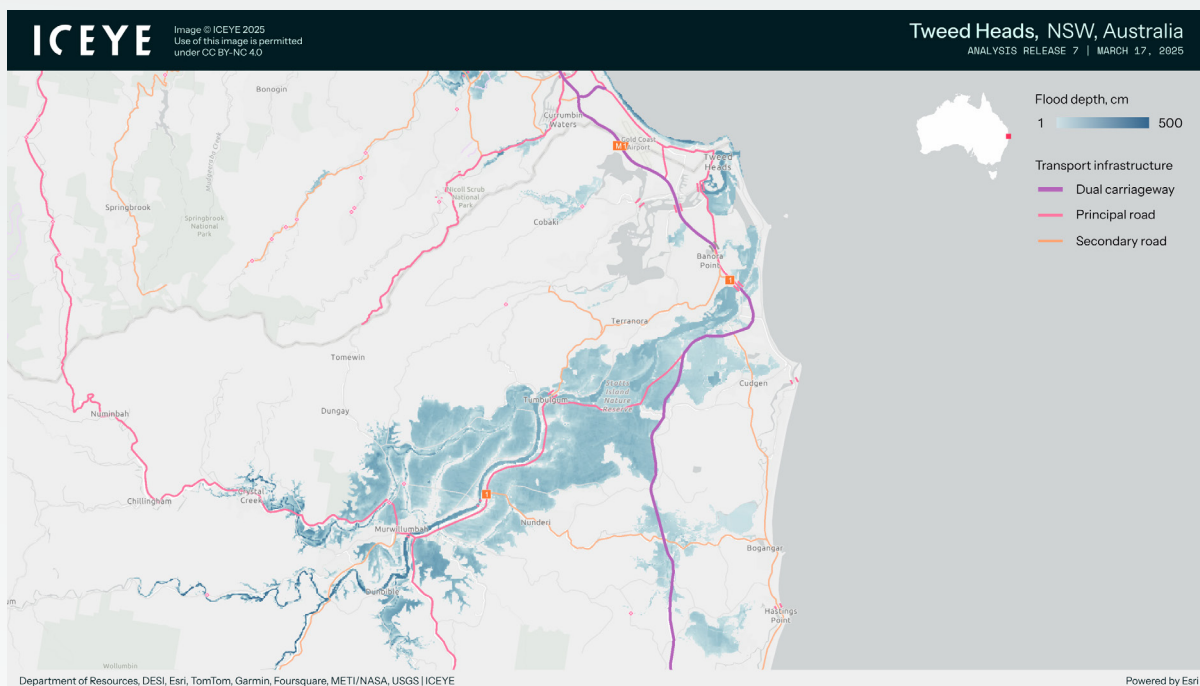 ICEYE
Image © ICEYE 2025
Use of this image is permitted
under CC BY-NC 4.0
Tweed Heads, NSW, Australia
ANALYSIS RELEASE 7 | MARCH 17, 2025
Flood depth, cm
1
500
Transport infrastructure
Dual carriageway
Principal road
Secondary road
Bonogin
Currumbin
Waters
M1
Gold Coast
Airport
Tweed
Heads
Mudgeeraba Creek
Nicoll Scrub
National
Park
Springbrook
Springbrook
National
Park
Cobaki
Banora
Point
1
Terranora
Tomewin
Cudgen
Stotts
Island
Nature
Reserve
Tumbulgum
Numinbah
Dungay
Crystal
Creek
1
Chillingham
Nunderi
Murwillumbah
Bogangar
Dunbible
um
Hastings
Point
Wollumbin
Department of Resources, DESI, Esri, TomTom, Garmin, Foursquare, METI/NASA, USGS | ICEYE
Powered by Esri